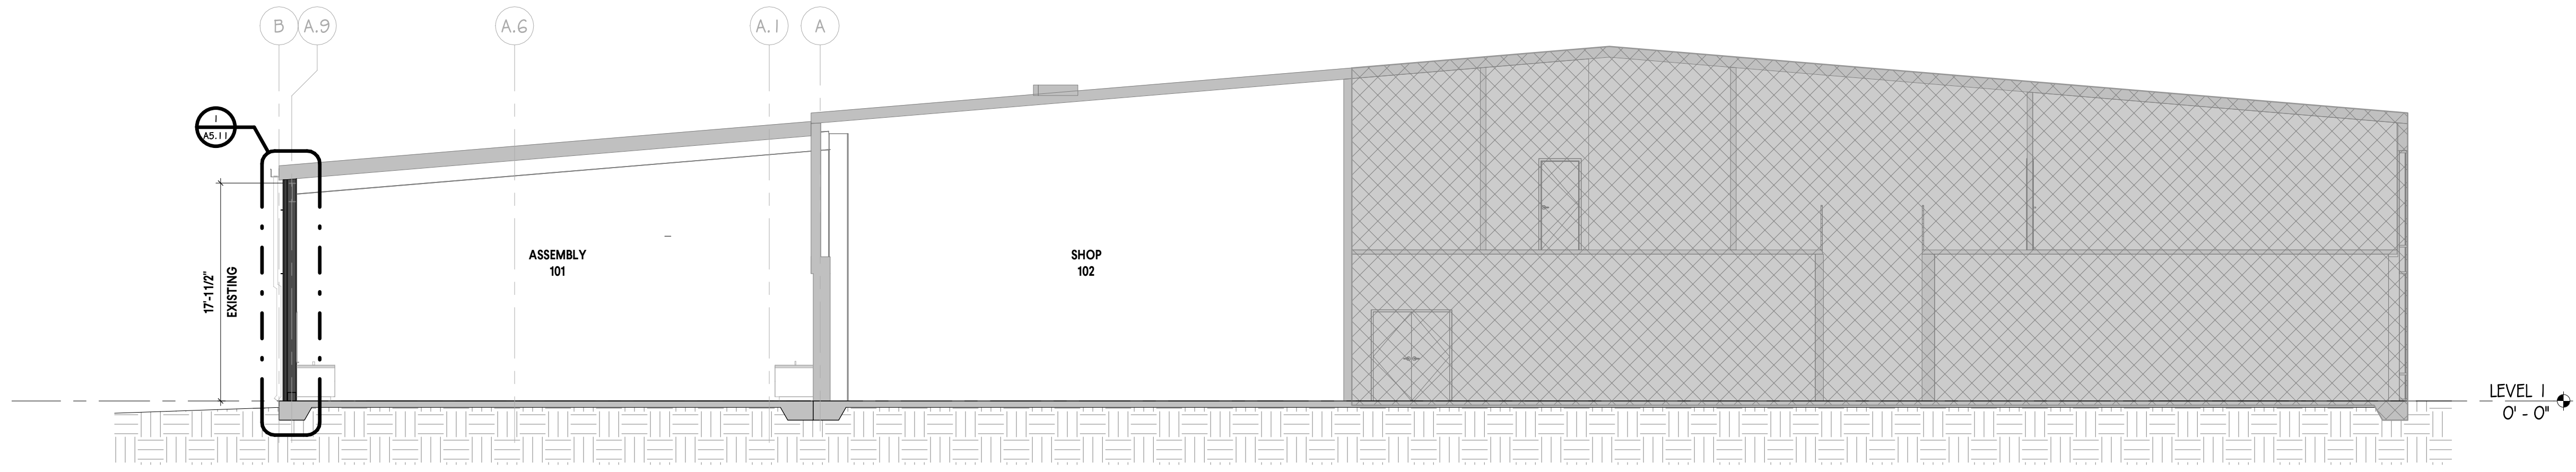 B
A.9
A.6
A.1
A
1
A5.11
17'-11/2"
EXISTING
ASSEMBLY
101
SHOP
102
LEVEL 1
0' - 0"